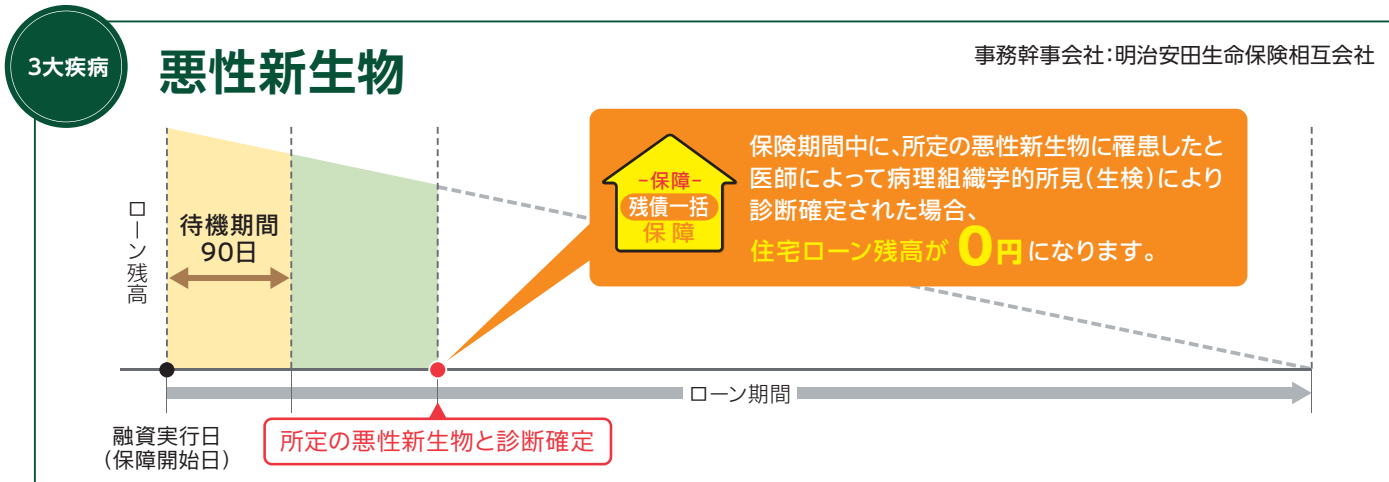 3大疾病
悪性新生物
事務幹事会社：明治安田生命保険相互会社
-保障-
残債一括
保障
保険期間中に、所定の悪性新生物に罹患したと
医師によって病理組織学的所見（生検）により
診断確定された場合、
住宅ローン残高が0円になります。
ローン残高
待機期間
90日
ローン期間
融資実行日
（保障開始日）
所定の悪性新生物と診断確定